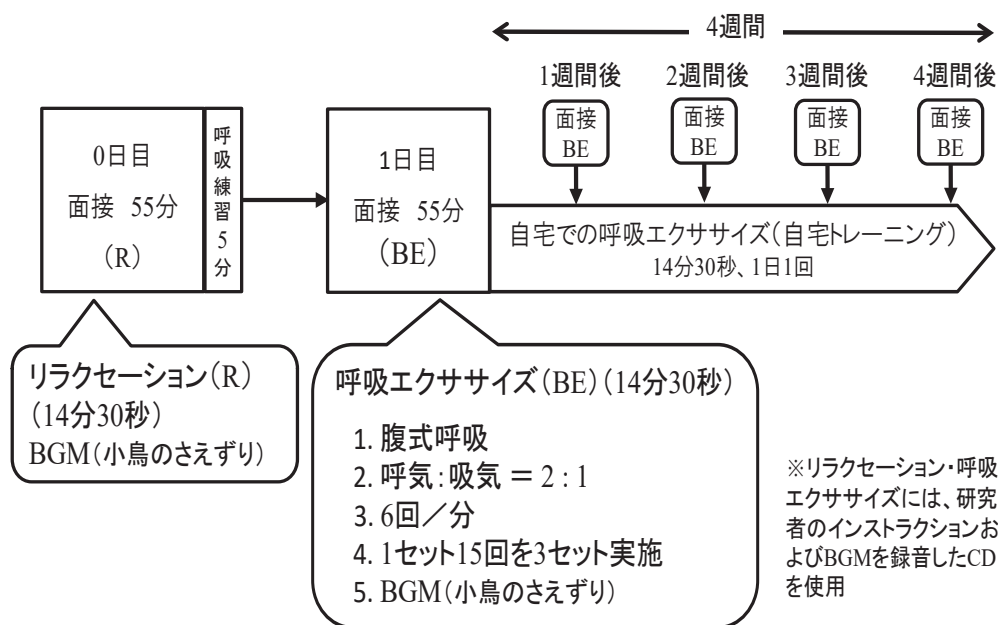 4週間
1週間後
2週間後
3週間後
4週間後
面接
BE
面接
BE
面接
BE
面接
BE
0日目
面接 55分
(R)
呼吸練習5分
1日目
面接 55分
(BE)
自宅での呼吸エクササイズ(自宅トレーニング)
14分30秒、1日1回
リラクセーション(R)
(14分30秒)
BGM(小鳥のさえずり)
呼吸エクササイズ(BE)(14分30秒)
1. 腹式呼吸
2. 呼気:吸気 = 2 : 1
3. 6回/分
4. 1セット15回を3セット実施
5. BGM(小鳥のさえずり)
※リラクセーション・呼吸
エクササイズには、研究
者のインストラクションお
よびBGMを録音したCD
を使用